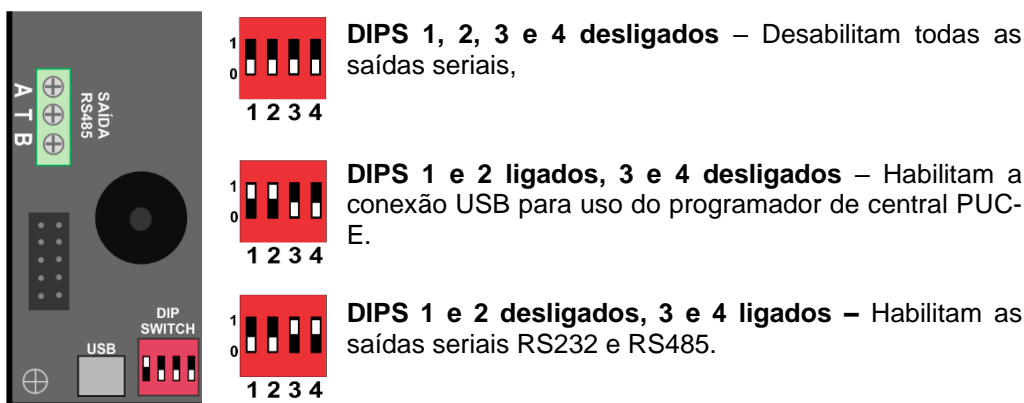 A T B
SAÍDA
RS485
DIP
SWITCH
USB
1
0
1 2 3 4
DIPS 1, 2, 3 e 4 desligados – Desabilitam todas as
saídas seriais,
1
0
1 2 3 4
DIPS 1 e 2 ligados, 3 e 4 desligados – Habilitam a
conexão USB para uso do programador de central PUC-
E.
1
0
1 2 3 4
DIPS 1 e 2 desligados, 3 e 4 ligados – Habilitam as
saídas seriais RS232 e RS485.